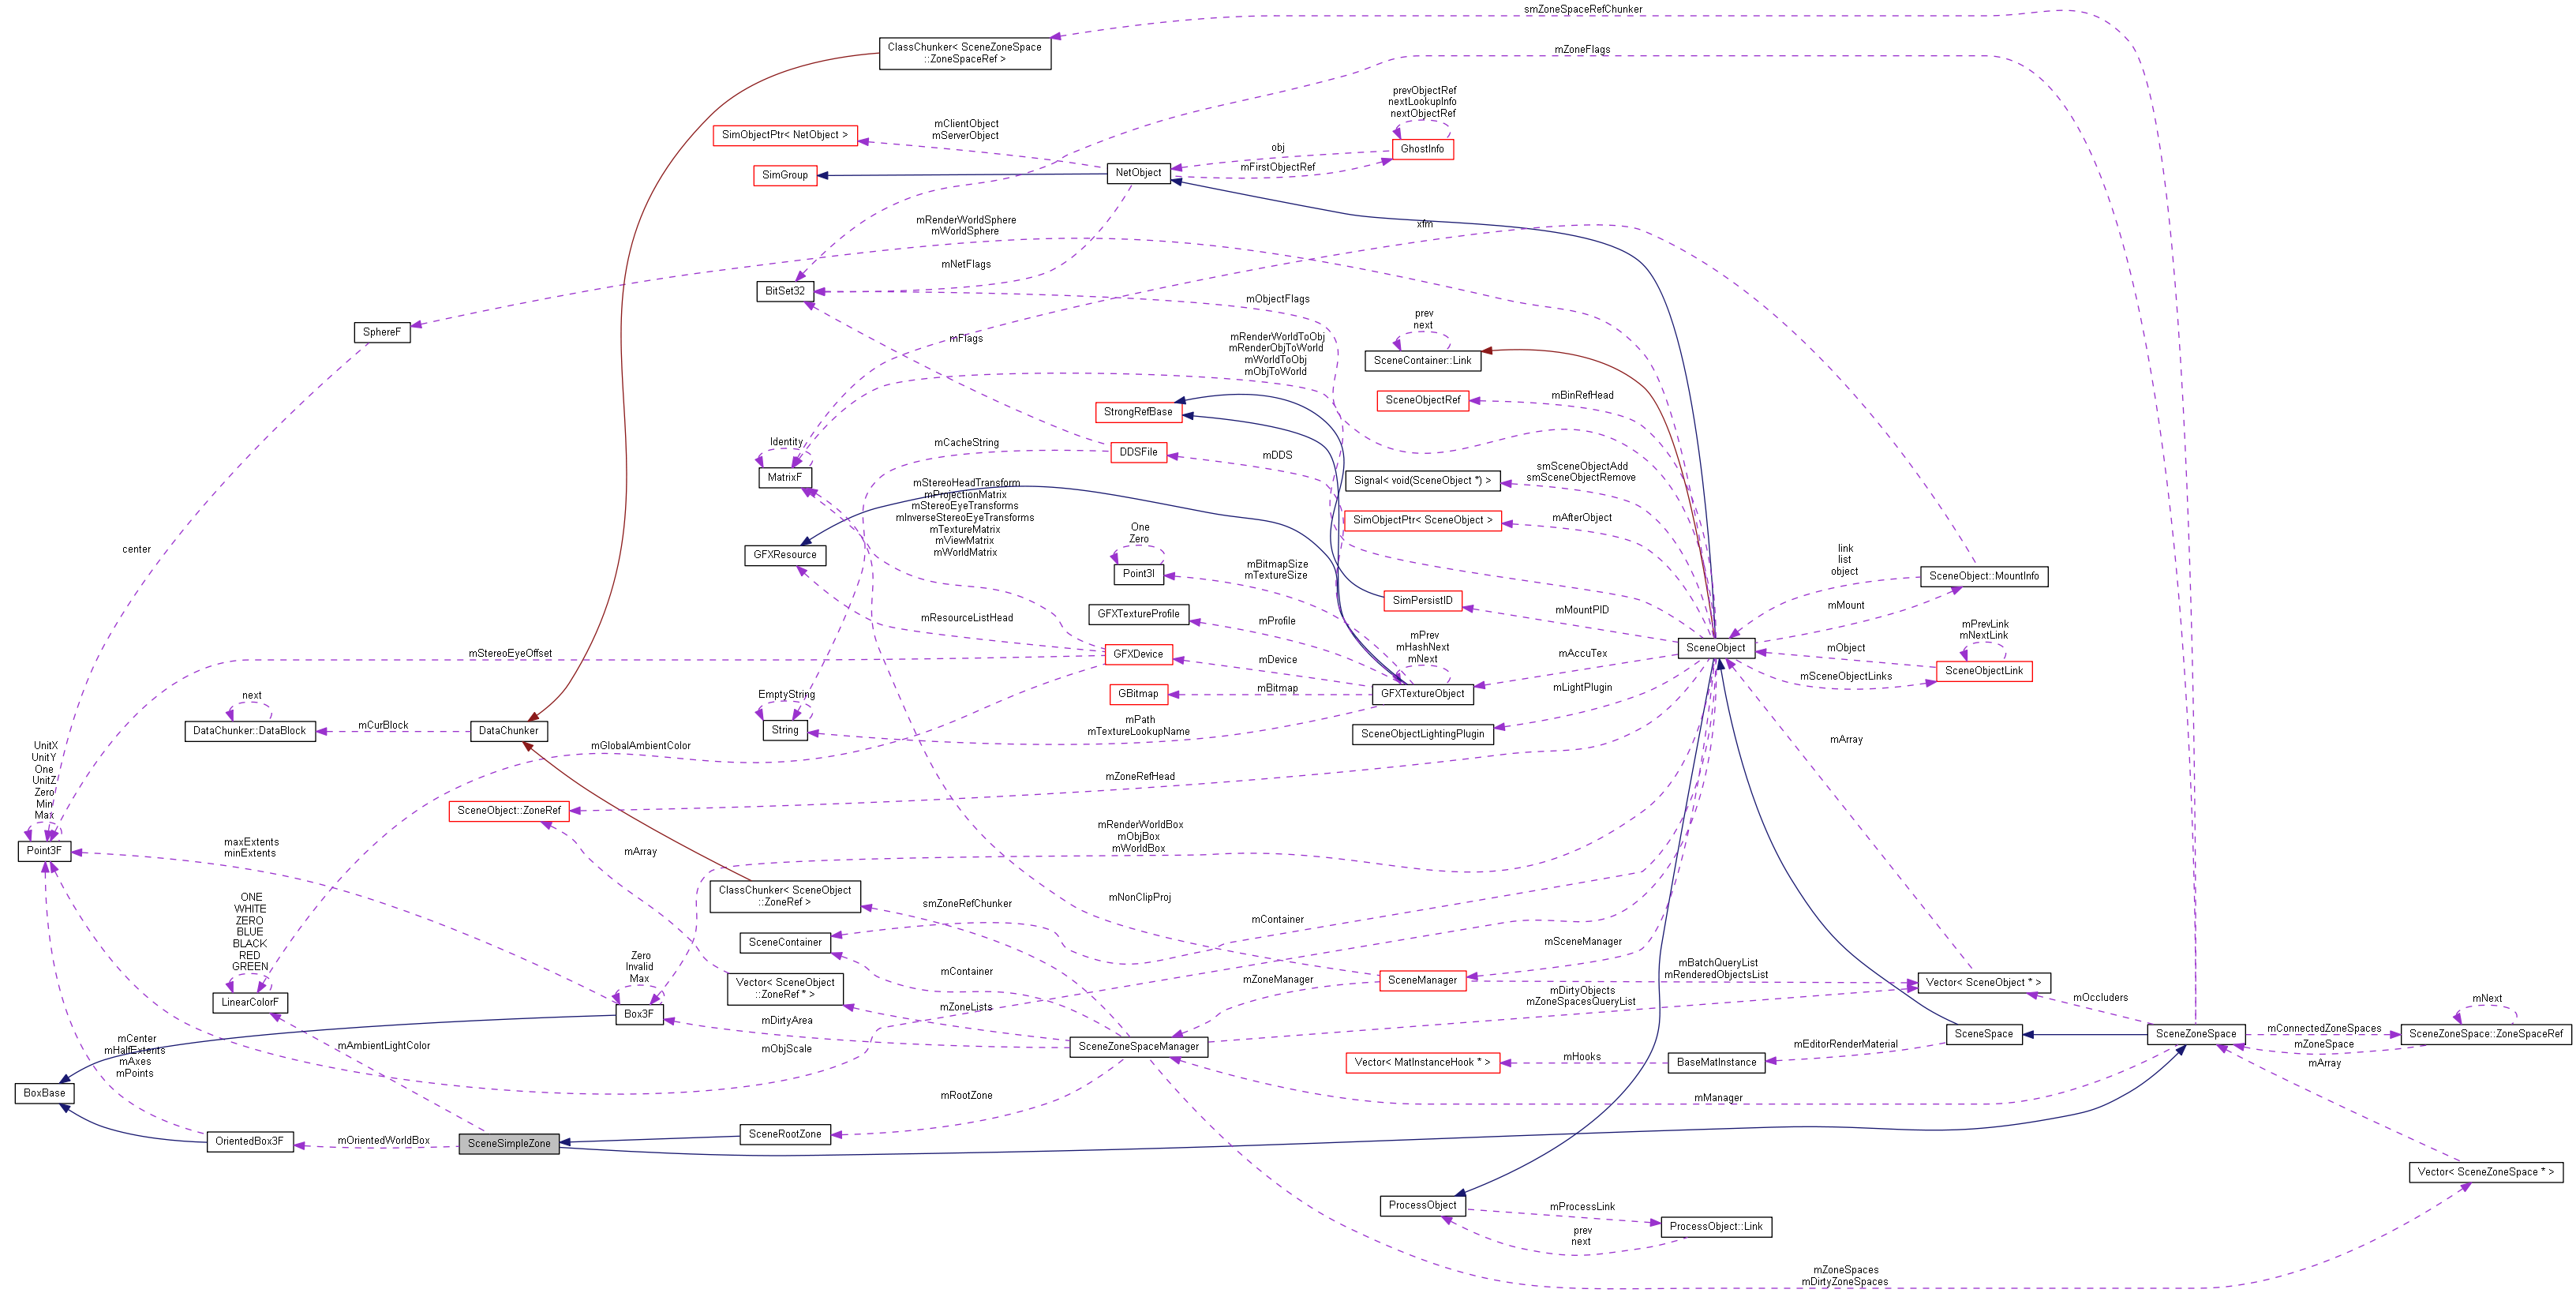 smZoneSpaceRefChunker
ClassChunker< SceneZoneSpace
::ZoneSpaceRef >
mZoneFlags
prevObjectRef
nextLookupInfo
nextObjectRef
SimObjectPtr< NetObject >
mClientObject
mServerObject
GhostInfo
obj
mFirstObjectRef
SimGroup
NetObject
mRenderWorldSphere
mWorldSphere
xfm
mNetFlags
BitSet32
mObjectFlags
SphereF
mFlags
prev
next
SceneContainer::Link
mRenderWorldToObj
mRenderObjToWorld
mWorldToObj
mObjToWorld
SceneObjectRef
mBinRefHead
StrongRefBase
Identity
MatrixF
mCacheString
DDSFile
mDDS
smSceneObjectAdd
smSceneObjectRemove
Signal< void(SceneObject *) >
mStereoHeadTransform
mProjectionMatrix
mStereoEyeTransforms
mInverseStereoEyeTransforms
mTextureMatrix
mViewMatrix
mWorldMatrix
SimObjectPtr< SceneObject >
mAfterObject
center
GFXResource
One
Zero
Point3I
mBitmapSize
mTextureSize
link
list
object
SceneObject::MountInfo
SimPersistID
mMountPID
mMount
GFXTextureProfile
mProfile
mResourceListHead
mPrev
mHashNext
mNext
mPrevLink
mNextLink
mStereoEyeOffset
GFXDevice
mDevice
mAccuTex
SceneObject
mObject
SceneObjectLink
mSceneObjectLinks
GBitmap
mBitmap
GFXTextureObject
mLightPlugin
next
DataChunker::DataBlock
mCurBlock
DataChunker
EmptyString
String
mPath
mTextureLookupName
SceneObjectLightingPlugin
mGlobalAmbientColor
mArray
UnitX
UnitY
One
UnitZ
Zero
Min
Max
Point3F
mZoneRefHead
SceneObject::ZoneRef
mRenderWorldBox
mObjBox
mWorldBox
maxExtents
minExtents
mArray
ClassChunker< SceneObject
::ZoneRef >
smZoneRefChunker
mNonClipProj
ONE
WHITE
ZERO
BLUE
BLACK
RED
GREEN
LinearColorF
SceneContainer
mContainer
mContainer
mSceneManager
Zero
Invalid
Max
Box3F
Vector< SceneObject
::ZoneRef * >
mZoneLists
mZoneManager
SceneManager
mBatchQueryList
mRenderedObjectsList
mDirtyObjects
mZoneSpacesQueryList
Vector< SceneObject * >
mOccluders
mNext
mDirtyArea
SceneZoneSpaceManager
mObjScale
SceneSpace
SceneZoneSpace
mConnectedZoneSpaces
mZoneSpace
SceneZoneSpace::ZoneSpaceRef
mCenter
mHalfExtents
mAxes
mPoints
mAmbientLightColor
mEditorRenderMaterial
Vector< MatInstanceHook * >
mHooks
BaseMatInstance
mArray
BoxBase
mRootZone
mManager
OrientedBox3F
mOrientedWorldBox
SceneSimpleZone
SceneRootZone
Vector< SceneZoneSpace * >
ProcessObject
mProcessLink
ProcessObject::Link
prev
next
mZoneSpaces
mDirtyZoneSpaces